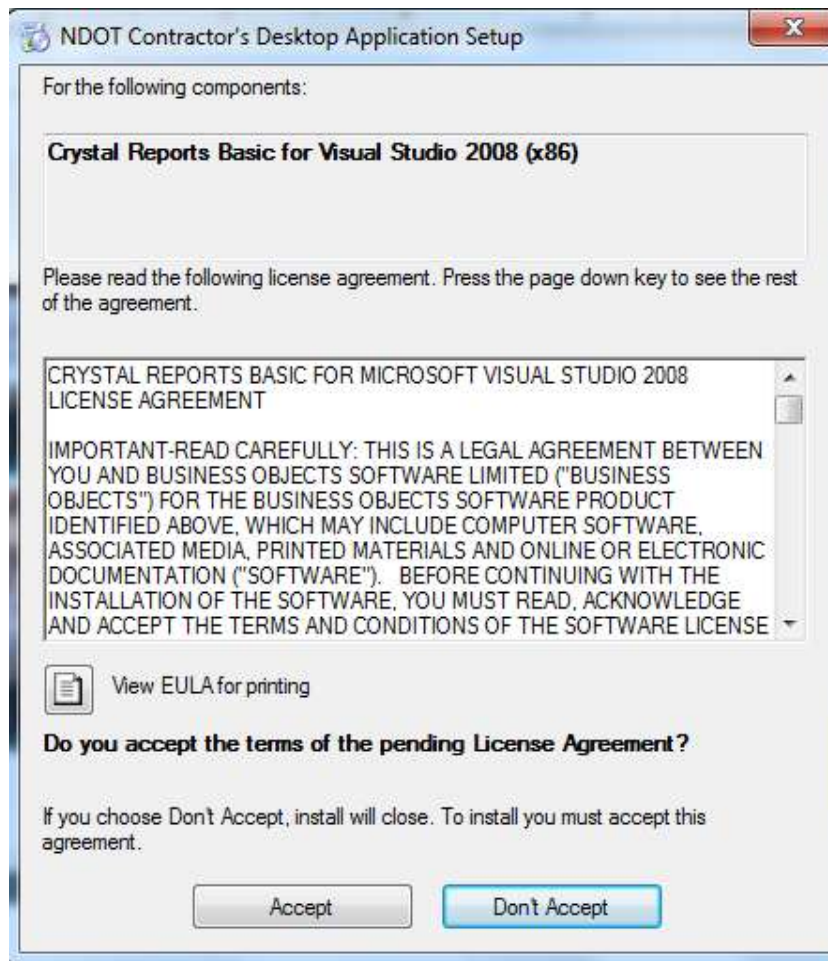 NDOT Contractor's Desktop Application Setup
For the following components:
Crystal Reports Basic for Visual Studio 2008 (x86)
Please read the following license agreement. Press the page down key to see the rest
of the agreement.
CRYSTAL REPORTS BASIC FOR MICROSOFT VISUAL STUDIO 2008
LICENSE AGREEMENT
IMPORTANT-READ CAREFULLY: THIS IS A LEGAL AGREEMENT BETWEEN
YOU AND BUSINESS OBJECTS SOFTWARE LIMITED ("BUSINESS
OBJECTS") FOR THE BUSINESS OBJECTS SOFTWARE PRODUCT
IDENTIFIED ABOVE, WHICH MAY INCLUDE COMPUTER SOFTWARE,
ASSOCIATED MEDIA, PRINTED MATERIALS AND ONLINE OR ELECTRONIC
DOCUMENTATION ("SOFTWARE"). BEFORE CONTINUING WITH THE
INSTALLATION OF THE SOFTWARE, YOU MUST READ, ACKNOWLEDGE
AND ACCEPT THE TERMS AND CONDITIONS OF THE SOFTWARE LICENSE
View EULA for printing
Do you accept the terms of the pending License Agreement?
If you choose Don't Accept, install will close. To install you must accept this
agreement.
Accept
Don't Accept